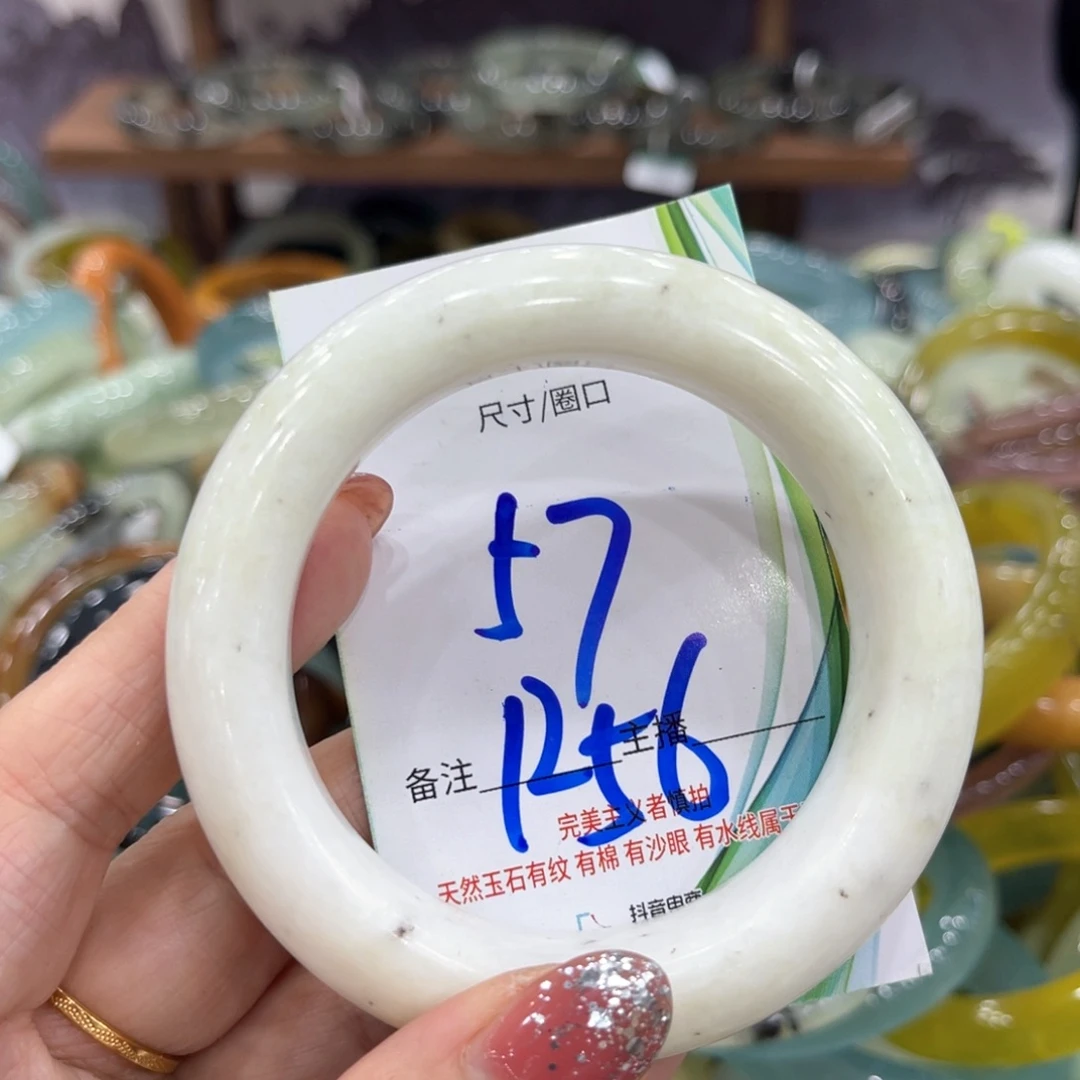 尺寸/圈口
57
备注 主播
P56
完美主义者慎拍
天然玉石有纹 有棉 有沙眼 有水线属于
抖音电商